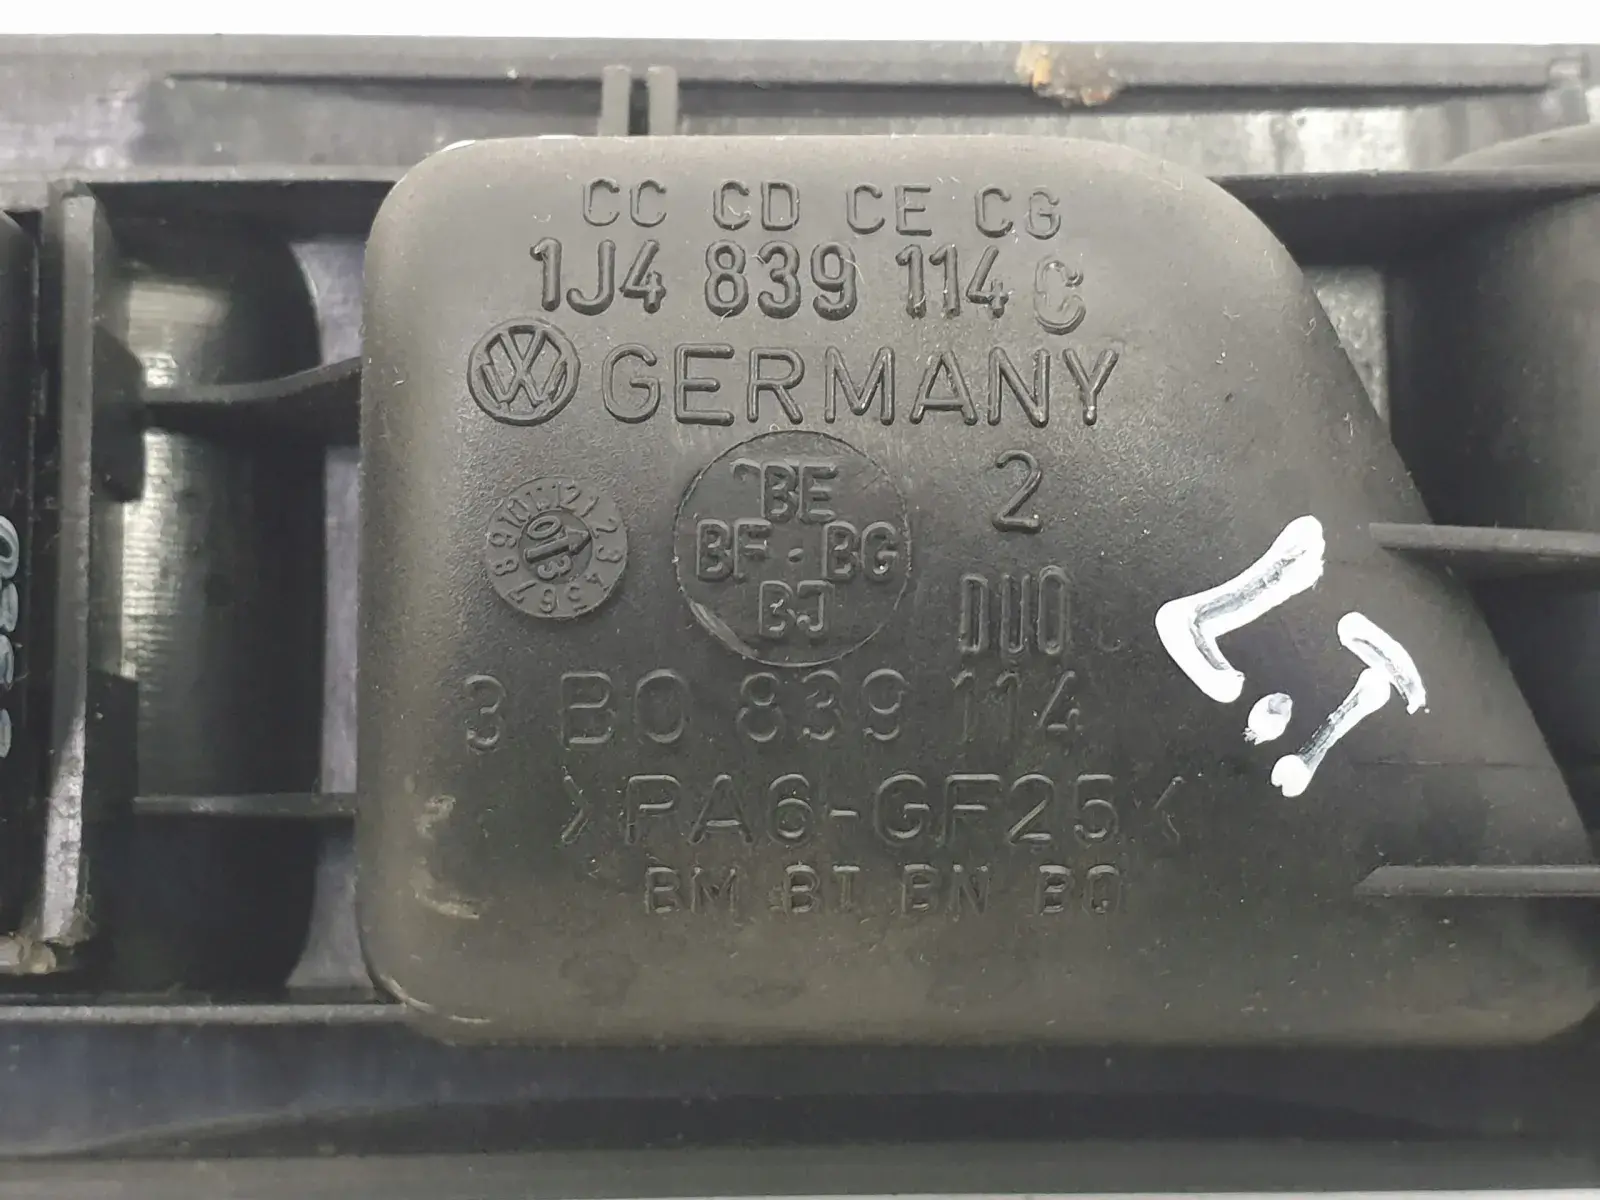 CC CD CE CG
1J4 839 114 C
GERMANY
BE
2
BF · BG
BJ
DUO
3 B0 839 114
>PA6-GF25<
BM BT BN BQ
L.T.